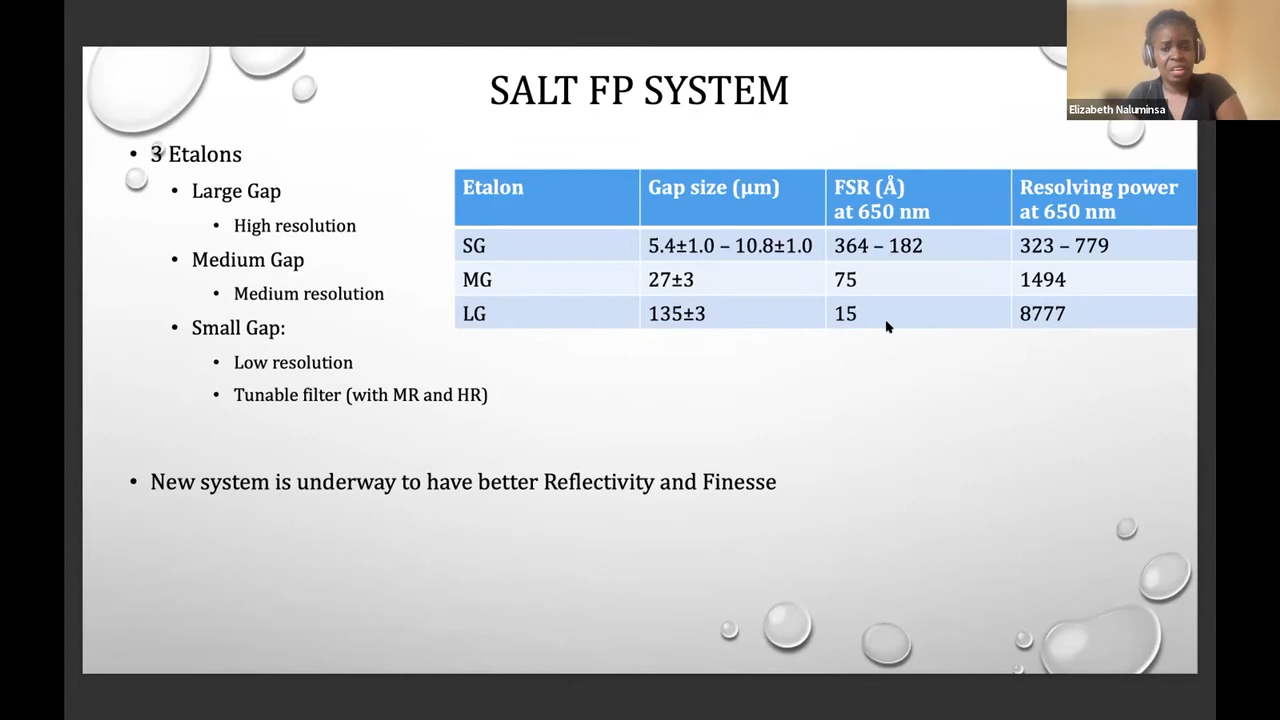 SALT FP SYSTEM
Elizabeth Naluminsa
• 3 Etalons
• Large Gap
• High resolution
• Medium Gap
• Medium resolution
• Small Gap:
• Low resolution
• Tunable filter (with MR and HR)
Etalon Gap size (μm) FSR (Å) at 650 nm Resolving power at 650 nm
SG 5.4±1.0 – 10.8±1.0 364 – 182 323 – 779
MG 27±3 75 1494
LG 135±3 15 8777
• New system is underway to have better Reflectivity and Finesse